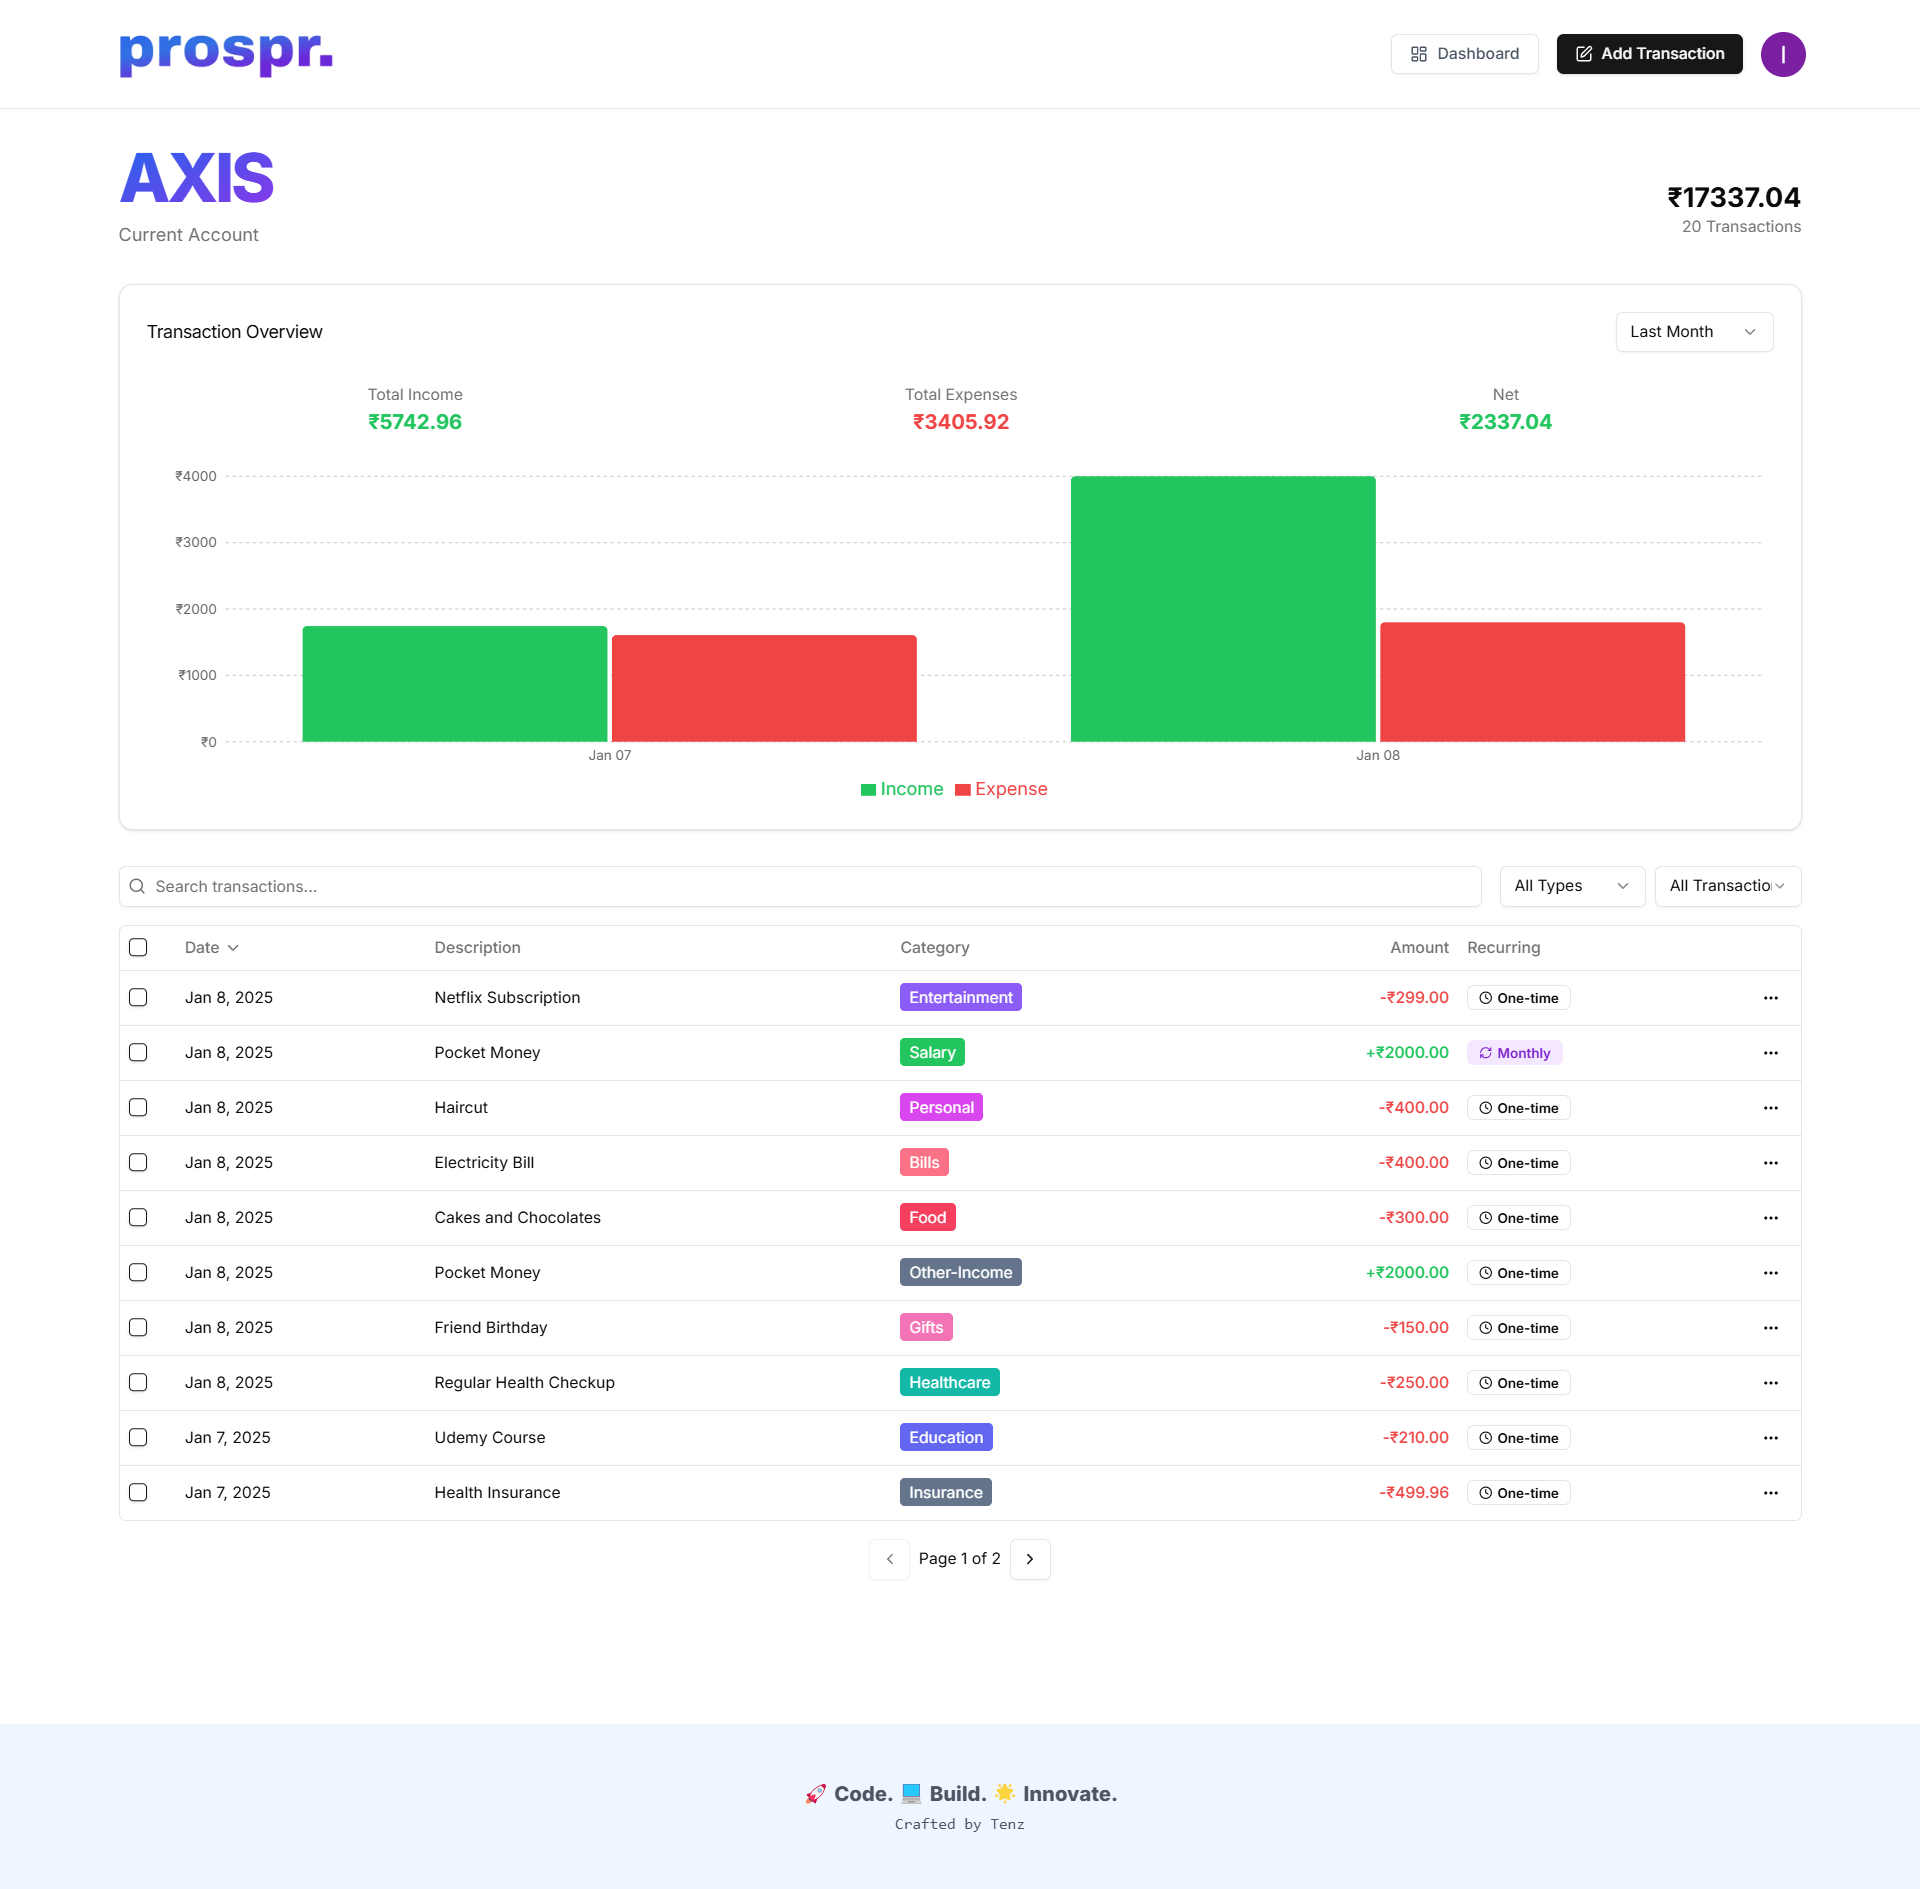 prospr.
Dashboard
Add Transaction
I
AXIS
Current Account
₹17337.04
20 Transactions
Transaction Overview
Last Month
Total Income
₹5742.96
Total Expenses
₹3405.92
Net
₹2337.04
₹4000
₹3000
₹2000
₹1000
₹0
Jan 07
Jan 08
Income
Expense
Search transactions...
All Types
All Transactio
Date Description Category Amount Recurring
Jan 8, 2025 Netflix Subscription Entertainment -₹299.00 One-time
Jan 8, 2025 Pocket Money Salary +₹2000.00 Monthly
Jan 8, 2025 Haircut Personal -₹400.00 One-time
Jan 8, 2025 Electricity Bill Bills -₹400.00 One-time
Jan 8, 2025 Cakes and Chocolates Food -₹300.00 One-time
Jan 8, 2025 Pocket Money Other-Income +₹2000.00 One-time
Jan 8, 2025 Friend Birthday Gifts -₹150.00 One-time
Jan 8, 2025 Regular Health Checkup Healthcare -₹250.00 One-time
Jan 7, 2025 Udemy Course Education -₹210.00 One-time
Jan 7, 2025 Health Insurance Insurance -₹499.96 One-time
Page 1 of 2
🚀 Code. 💻 Build. 🌟 Innovate.
Crafted by Tenz